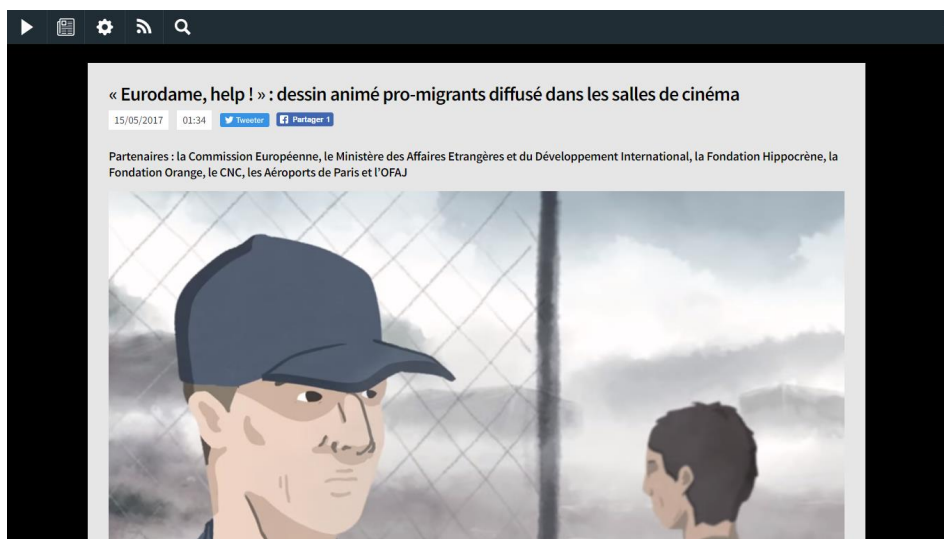 « Eurodame, help ! » : dessin animé pro-migrants diffusé dans les salles de cinéma
15/05/2017 01:34 Tweeter Partager 1
Partenaires : la Commission Européenne, le Ministère des Affaires Etrangères et du Développement International, la Fondation Hippocrène, la
Fondation Orange, le CNC, les Aéroports de Paris et l’OFAJ